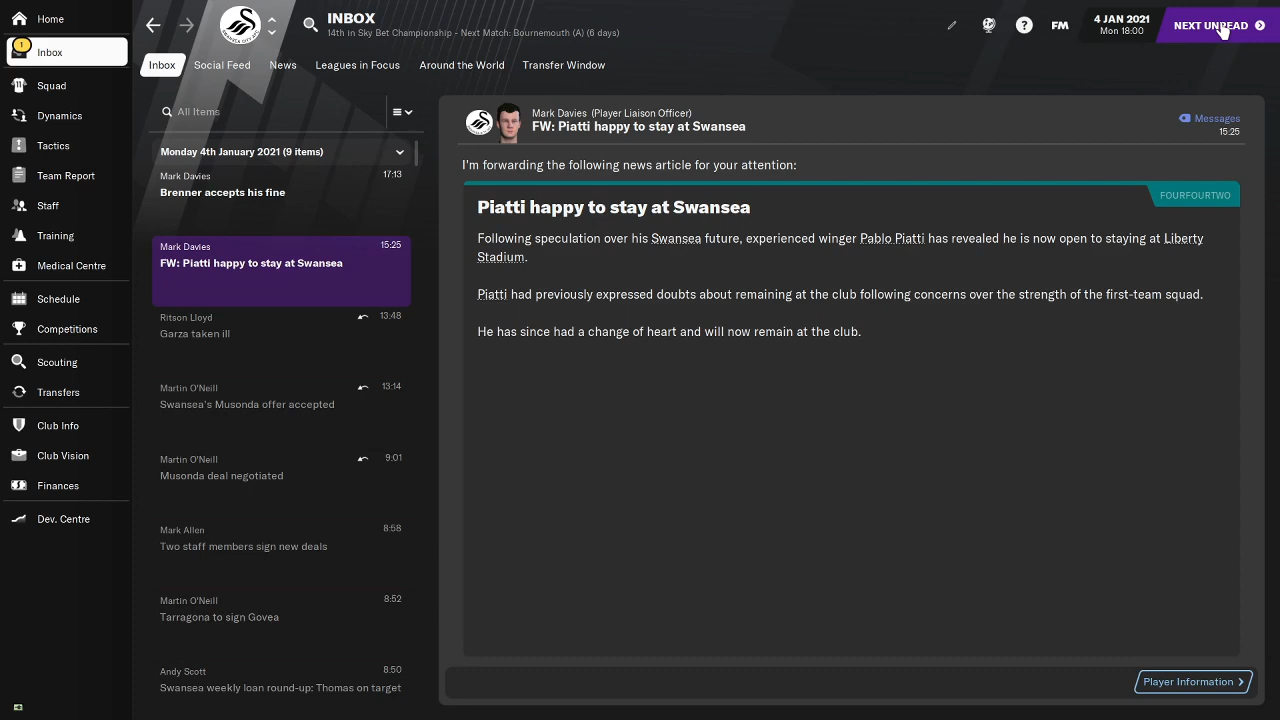 Home
Inbox
1
Squad
Dynamics
Tactics
Team Report
Staff
Training
Medical Centre
Schedule
Competitions
Scouting
Transfers
Club Info
Club Vision
Finances
Dev. Centre
INBOX
14th in Sky Bet Championship - Next Match: Bournemouth (A) (6 days)
FM
4 JAN 2021
Mon 18:00
NEXT UNREAD
Inbox
Social Feed
News
Leagues in Focus
Around the World
Transfer Window
All Items
Monday 4th January 2021 (9 items)
Mark Davies 17:13
Brenner accepts his fine
Mark Davies 15:25
FW: Piatti happy to stay at Swansea
Ritson Lloyd 13:48
Garza taken ill
Martin O'Neill 13:14
Swansea's Musonda offer accepted
Martin O'Neill 9:01
Musonda deal negotiated
Mark Allen 8:58
Two staff members sign new deals
Martin O'Neill 8:52
Tarragona to sign Govea
Andy Scott 8:50
Swansea weekly loan round-up: Thomas on target
Mark Davies (Player Liaison Officer)
FW: Piatti happy to stay at Swansea
Messages
15:25
I'm forwarding the following news article for your attention:
FOURFOURTWO
Piatti happy to stay at Swansea
Following speculation over his Swansea future, experienced winger Pablo Piatti has revealed he is now open to staying at Liberty
Stadium.
Piatti had previously expressed doubts about remaining at the club following concerns over the strength of the first-team squad.
He has since had a change of heart and will now remain at the club.
Player Information